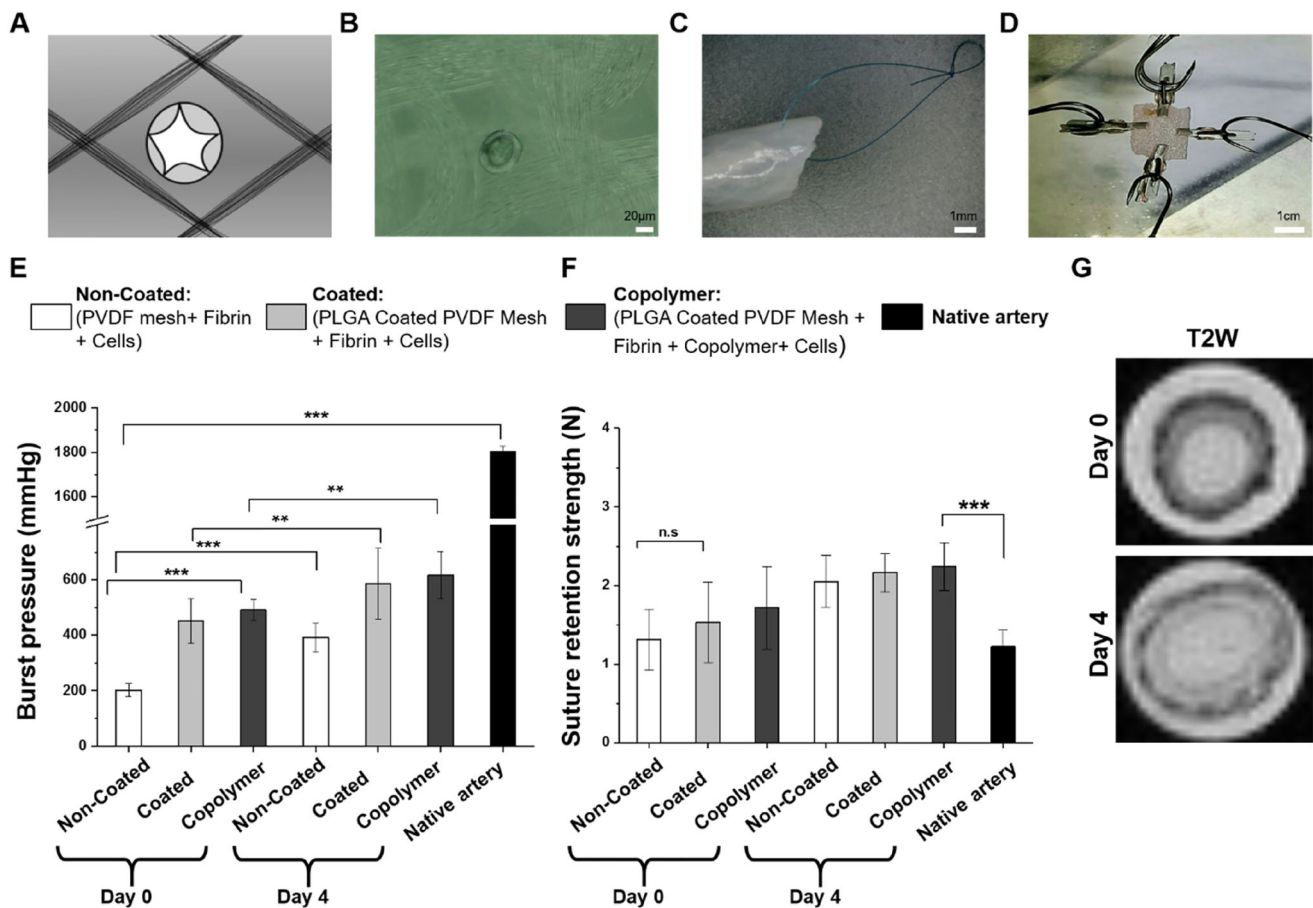 A
B
C
D
20μm
1mm
1cm
E
F
G
Non-Coated:
(PVDF mesh+ Fibrin
+ Cells)
Coated:
(PLGA Coated PVDF Mesh
+ Fibrin + Cells)
Copolymer:
(PLGA Coated PVDF Mesh +
Fibrin + Copolymer+ Cells)
Native artery
Burst pressure (mmHg)
2000
1800
1600
600
400
200
0
***
**
**
***
***
Non-Coated
Coated
Copolymer
Non-Coated
Coated
Copolymer
Native artery
Day 0
Day 4
Suture retention strength (N)
4
3
2
1
0
n.s
***
Non-Coated
Coated
Copolymer
Non-Coated
Coated
Copolymer
Native artery
Day 0
Day 4
T2W
Day 0
Day 4